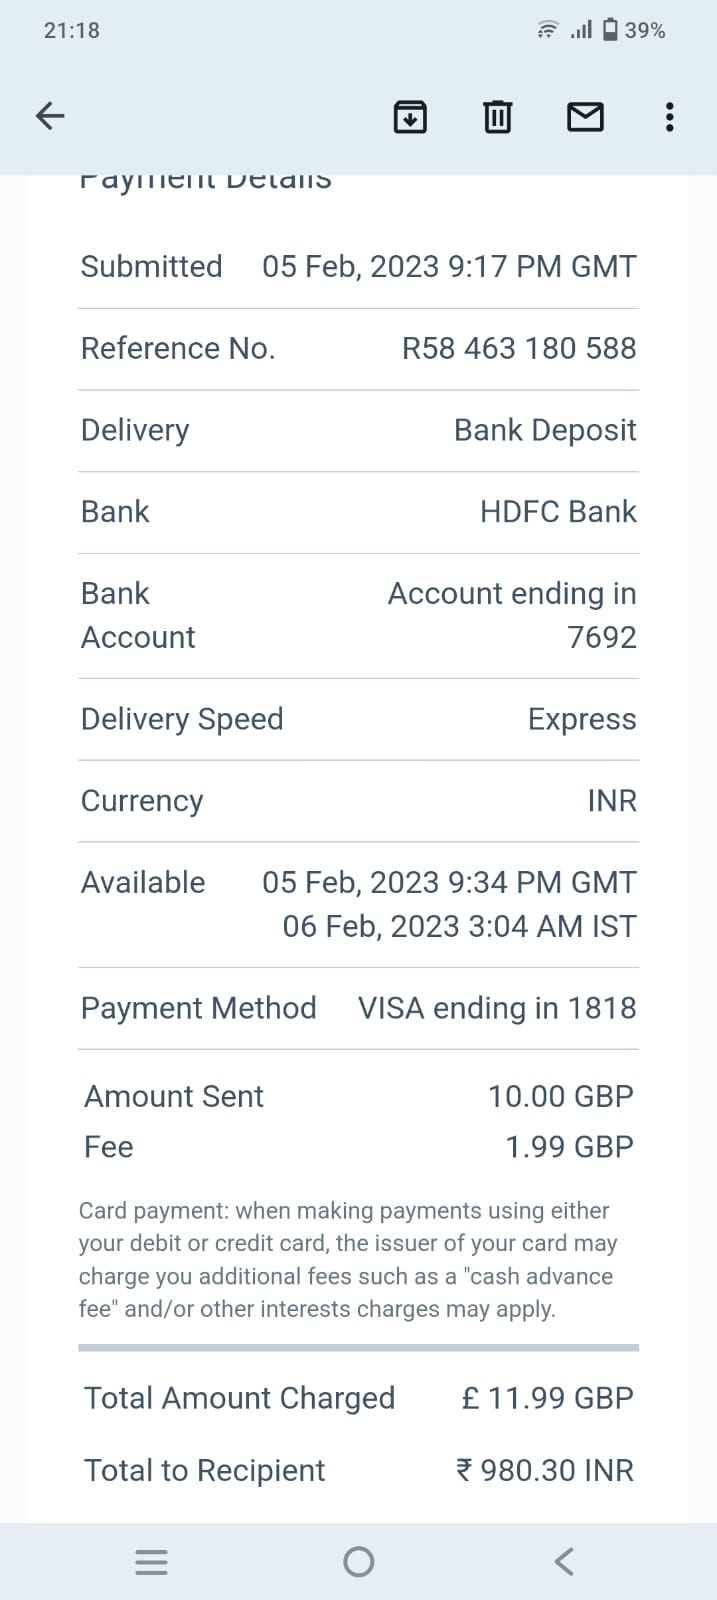 21:18
39%
Payment Details
Submitted 05 Feb, 2023 9:17 PM GMT
Reference No. R58 463 180 588
Delivery Bank Deposit
Bank HDFC Bank
Bank Account ending in
Account 7692
Delivery Speed Express
Currency INR
Available 05 Feb, 2023 9:34 PM GMT
06 Feb, 2023 3:04 AM IST
Payment Method VISA ending in 1818
Amount Sent 10.00 GBP
Fee 1.99 GBP
Card payment: when making payments using either
your debit or credit card, the issuer of your card may
charge you additional fees such as a "cash advance
fee" and/or other interests charges may apply.
Total Amount Charged £ 11.99 GBP
Total to Recipient ₹ 980.30 INR